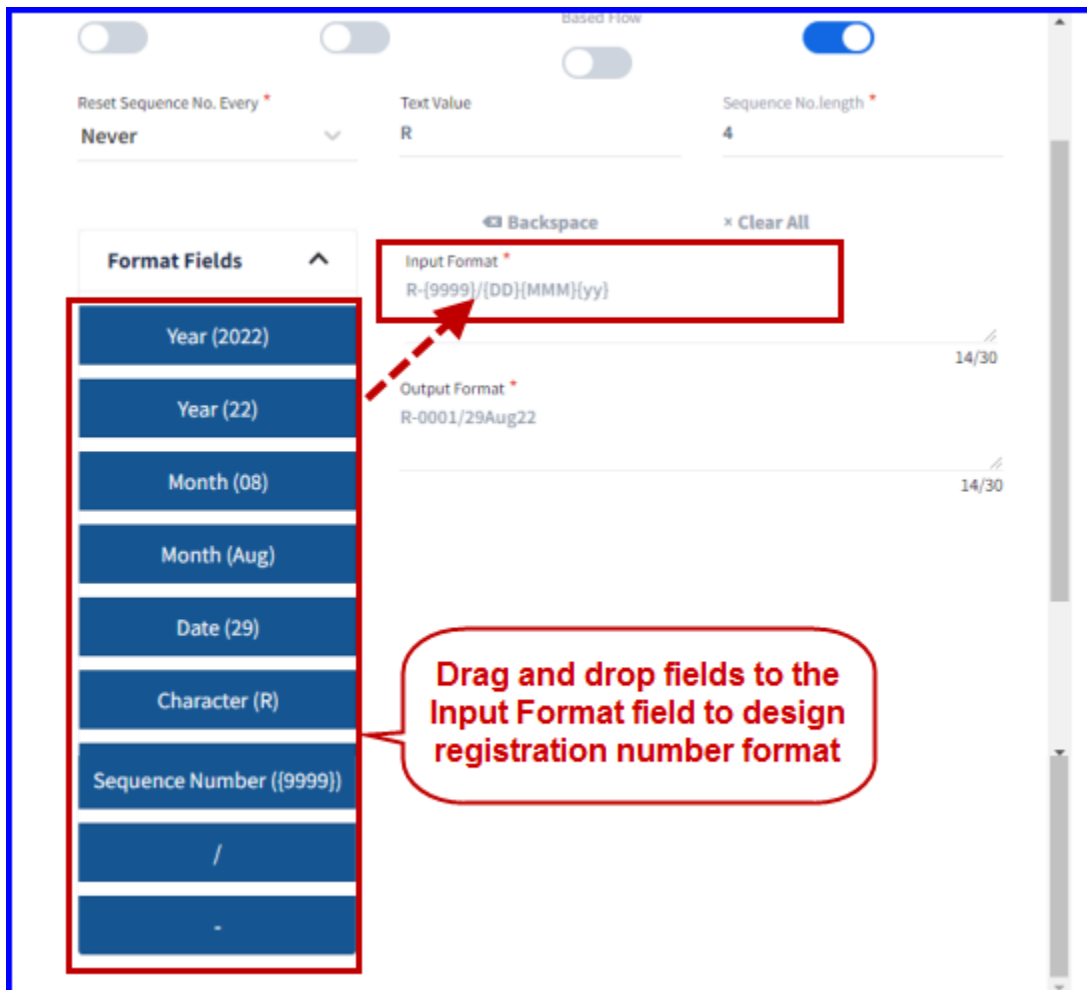 Based Flow
Reset Sequence No. Every *
Never
Text Value
R
Sequence No.length *
4
Backspace
× Clear All
Format Fields
Input Format *
R-{9999}/{DD}{MMM}{yy}
14/30
Year (2022)
Year (22)
Month (08)
Month (Aug)
Date (29)
Character (R)
Sequence Number ({9999})
/
-
Output Format *
R-0001/29Aug22
14/30
Drag and drop fields to the
Input Format field to design
registration number format